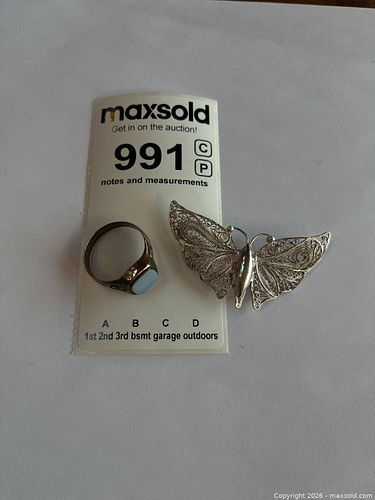 maxsold
Get in on the auction!
991 C
P
notes and measurements
A B C D
1st 2nd 3rd bsmt garage outdoors
Copyright 2026 - maxsold.com